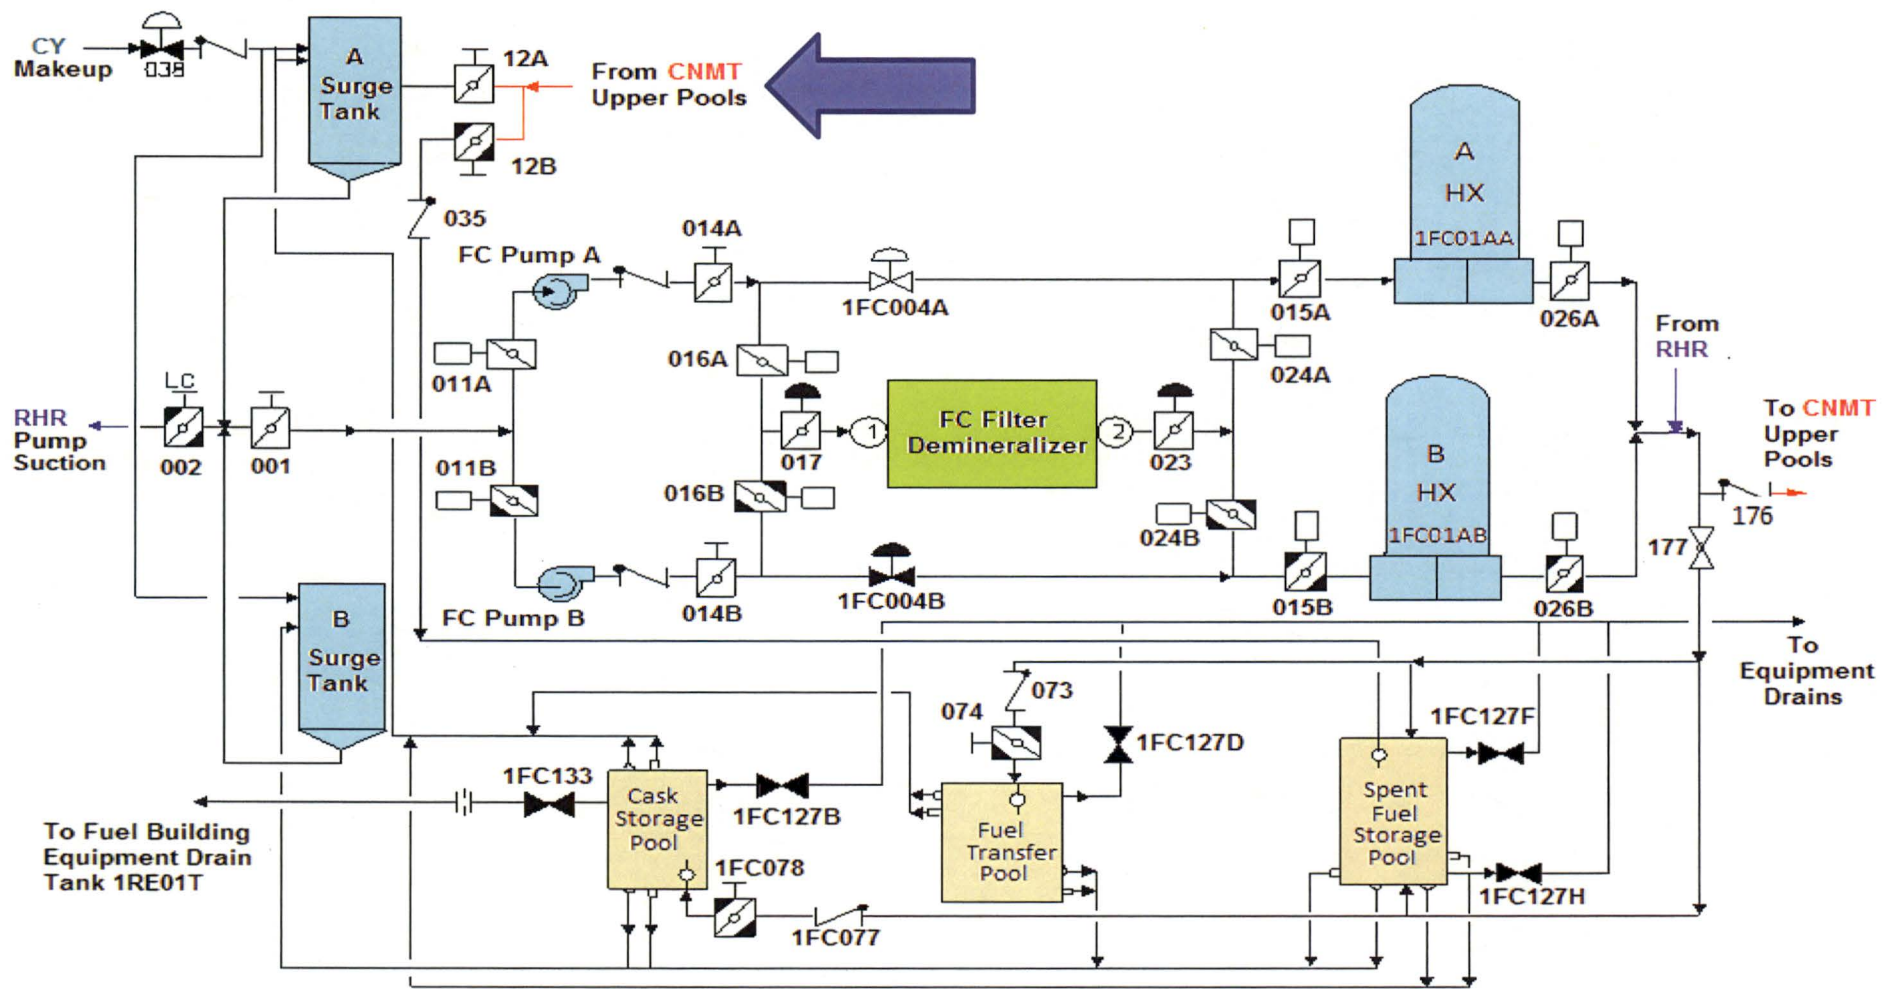 CY
Makeup
038
A
Surge
Tank
12A
12B
From CNMT
Upper Pools
035
014A
FC Pump A
1FC004A
A
HX
1FC01AA
015A
026A
From
RHR
011A
016A
024A
LC
RHR
Pump
Suction
002
001
011B
017
1
FC Filter
Demineralizer
2
023
016B
024B
B
HX
1FC01AB
To CNMT
Upper
Pools
176
177
FC Pump B
014B
1FC004B
015B
026B
B
Surge
Tank
To
Equipment
Drains
073
074
1FC127D
1FC127F
1FC133
Cask
Storage
Pool
1FC127B
Fuel
Transfer
Pool
Spent
Fuel
Storage
Pool
To Fuel Building
Equipment Drain
Tank 1RE01T
1FC078
1FC077
1FC127H